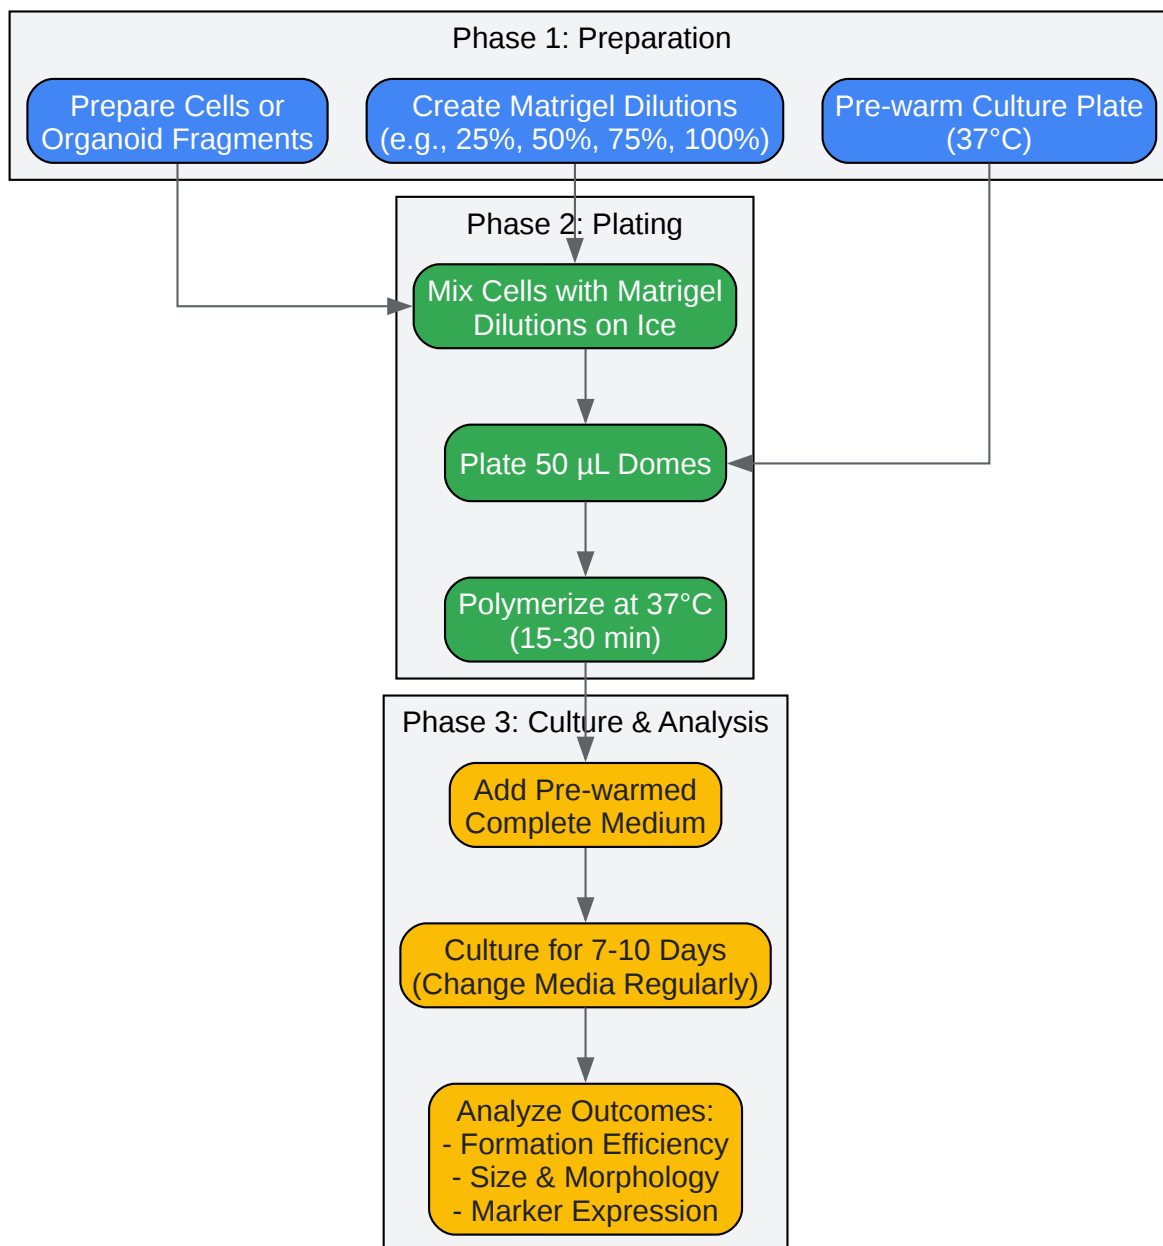 Phase 1: Preparation
Prepare Cells or
Organoid Fragments
Create Matrigel Dilutions
(e.g., 25%, 50%, 75%, 100%)
Pre-warm Culture Plate
(37°C)
Phase 2: Plating
Mix Cells with Matrigel
Dilutions on Ice
Plate 50 µL Domes
Polymerize at 37°C
(15-30 min)
Phase 3: Culture & Analysis
Add Pre-warmed
Complete Medium
Culture for 7-10 Days
(Change Media Regularly)
Analyze Outcomes:
- Formation Efficiency
- Size & Morphology
- Marker Expression